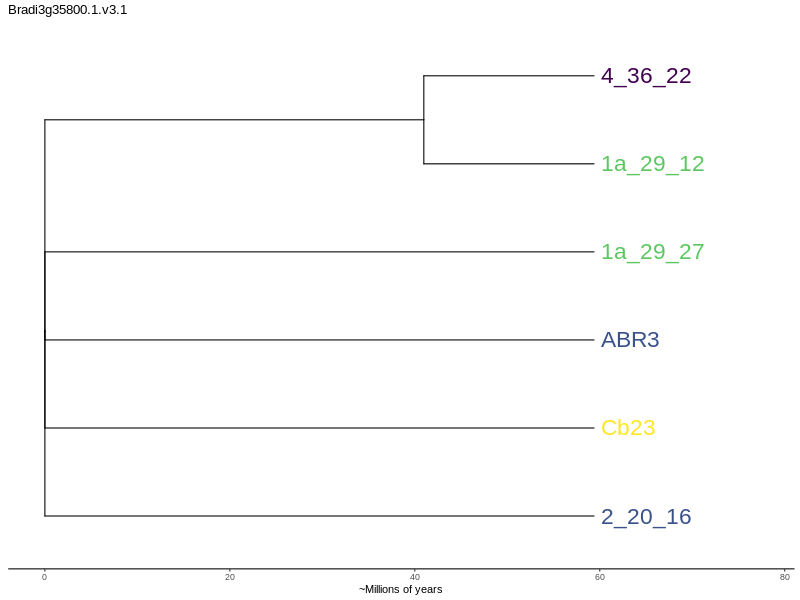 Bradi3g35800.1.v3.1
4_36_22
1a_29_12
1a_29_27
ABR3
Cb23
2_20_16
0 20 40 60 80
~Millions of years